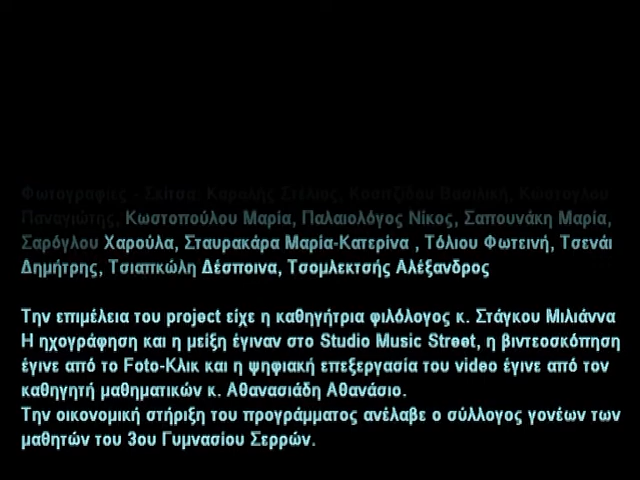 Φωτογραφίες - Σκίτσα: Καραλής Στέλιος, Κοσπζίδου Βασιλική, Κωστογλου
Παναγιώτης, Κωστοπούλου Μαρία, Παλαιολόγος Νίκος, Σαπουνάκη Μαρία,
Σαρόγλου Χαρούλα, Σταυρακάρα Μαρία-Κατερίνα , Τόλιου Φωτεινή, Τσενάι
Δημήτρης, Τσιαπκώλη Δέσποινα, Τσομλεκτσής Αλέξανδρος
Την επιμέλεια του project είχε η καθηγήτρια φιλόλογος κ. Στάγκου Μιλιάννα
Η ηχογράφηση και η μείξη έγιναν στο Studio Music Street, η βιντεοσκόπηση
έγινε από το Foto-Κλικ και η ψηφιακή επεξεργασία του video έγινε από τον
καθηγητή μαθηματικών κ. Αθανασιάδη Αθανάσιο.
Την οικονομική στήριξη του προγράμματος ανέλαβε ο σύλλογος γονέων των
μαθητών του 3ου Γυμνασίου Σερρών.